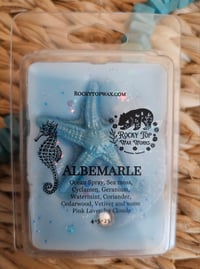 ROCKYTOPWAX.COM
ROCKY TOP
WAX WORKS
ALBEMARLE
Ocean Spray, Sea moss,
Cyclamen, Geranium,
Watermint, Coriander,
Cedarwood, Vetiver and some
Pink Lavender Clouds